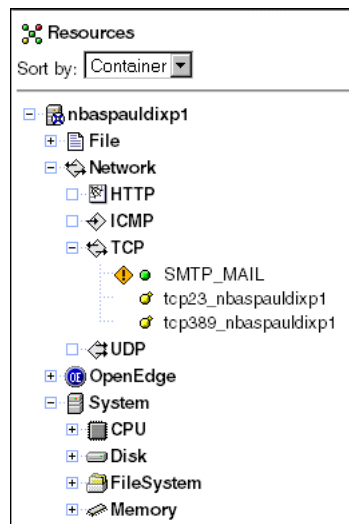 Resources
Sort by: Container
nbaspauldixp1
File
Network
HTTP
ICMP
TCP
SMTP_MAIL
tcp23_nbaspauldixp1
tcp389_nbaspauldixp1
UDP
OE OpenEdge
System
CPU
Disk
FileSystem
Memory